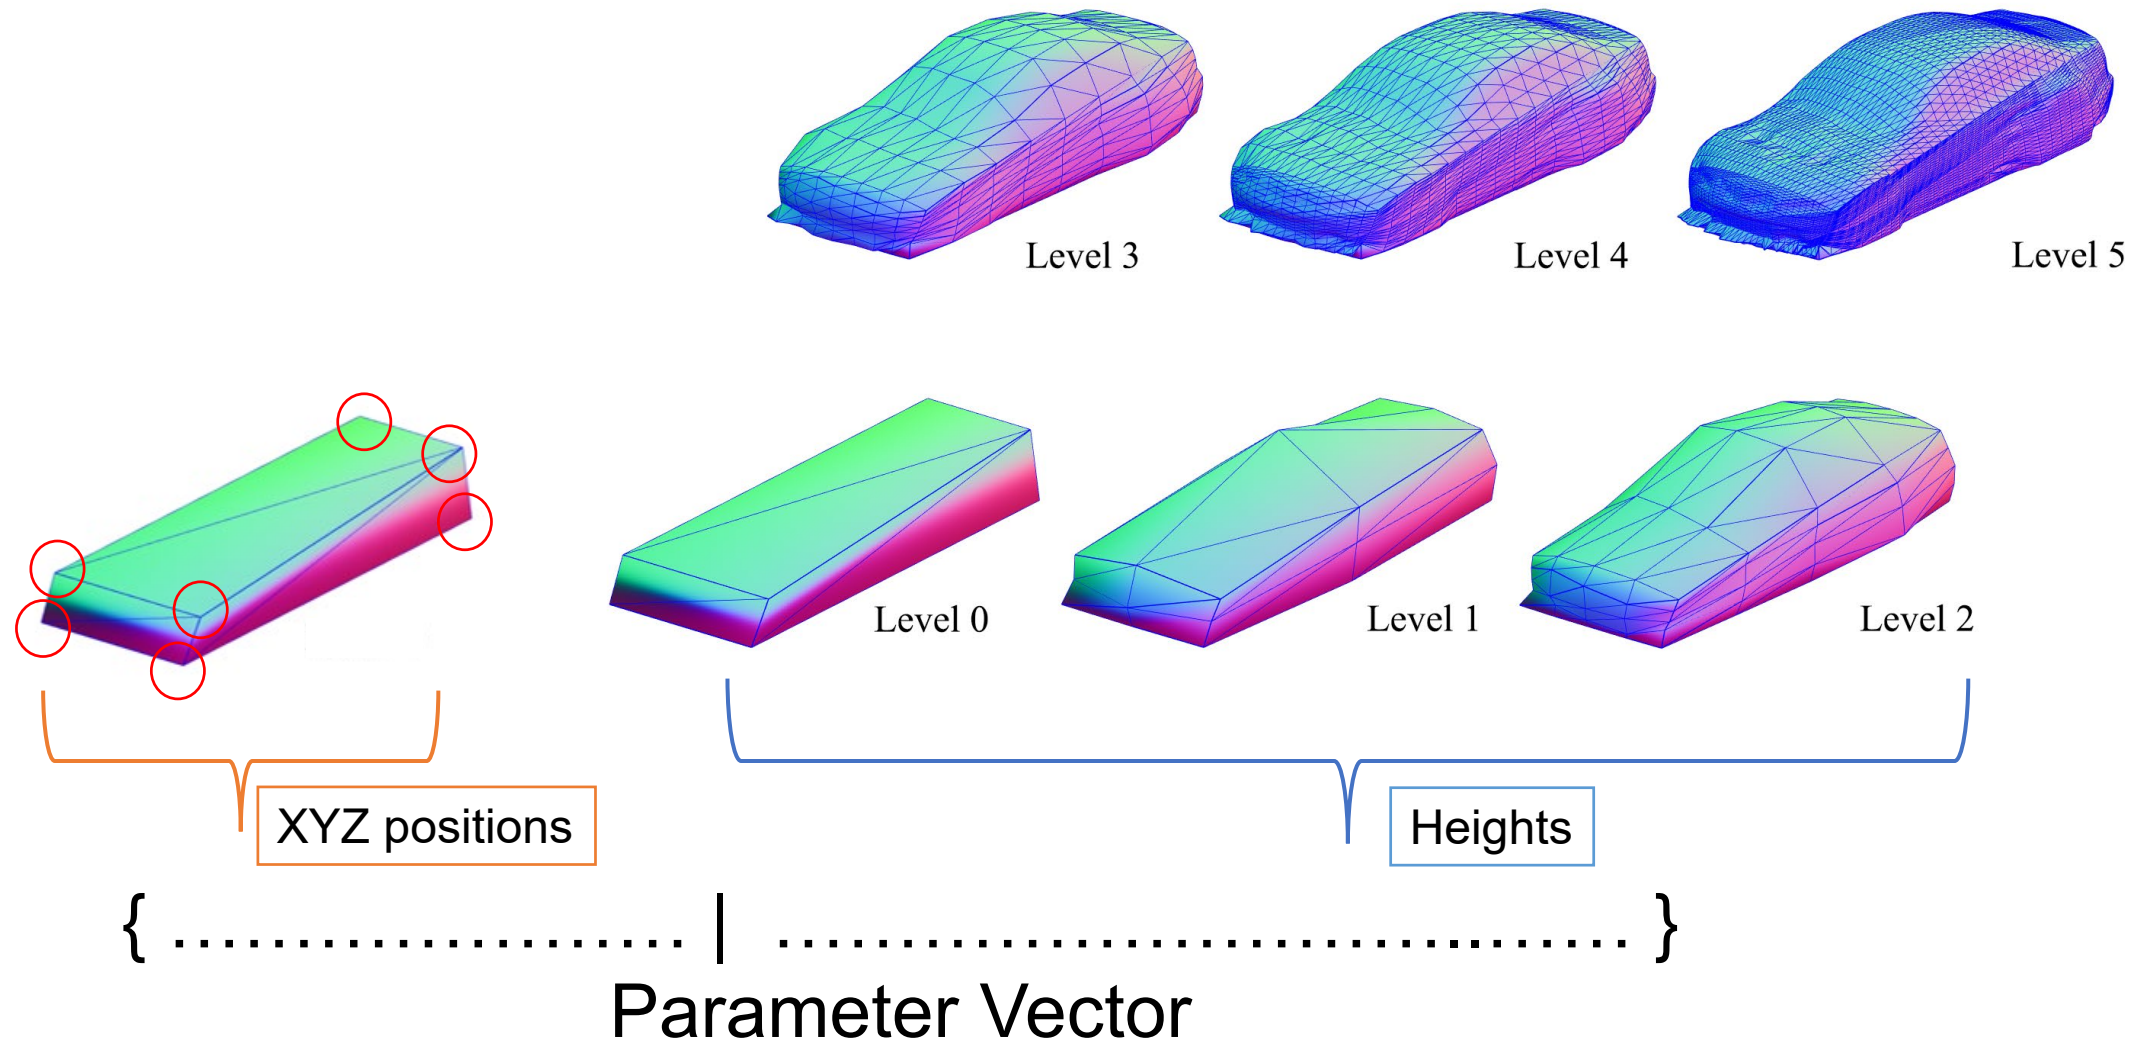 Level 3
Level 4
Level 5
Level 0
Level 1
Level 2
XYZ positions
Heights
{ ..................... | ................................... }
Parameter Vector